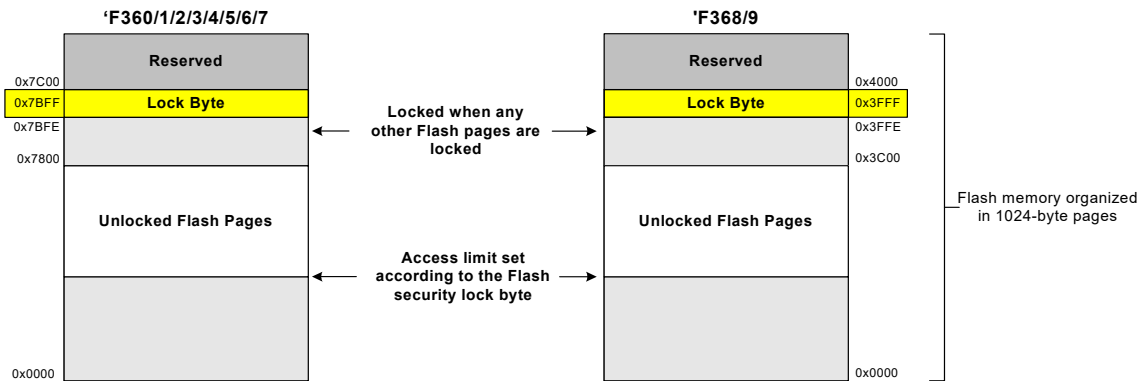 ‘F360/1/2/3/4/5/6/7
'F368/9
Reserved
Reserved
0x7C00
0x4000
0x7BFF
Lock Byte
Lock Byte
0x3FFF
0x7BFE
0x3FFE
Locked when any
other Flash pages are
locked
0x7800
0x3C00
Unlocked Flash Pages
Unlocked Flash Pages
Flash memory organized
in 1024-byte pages
Access limit set
according to the Flash
security lock byte
0x0000
0x0000